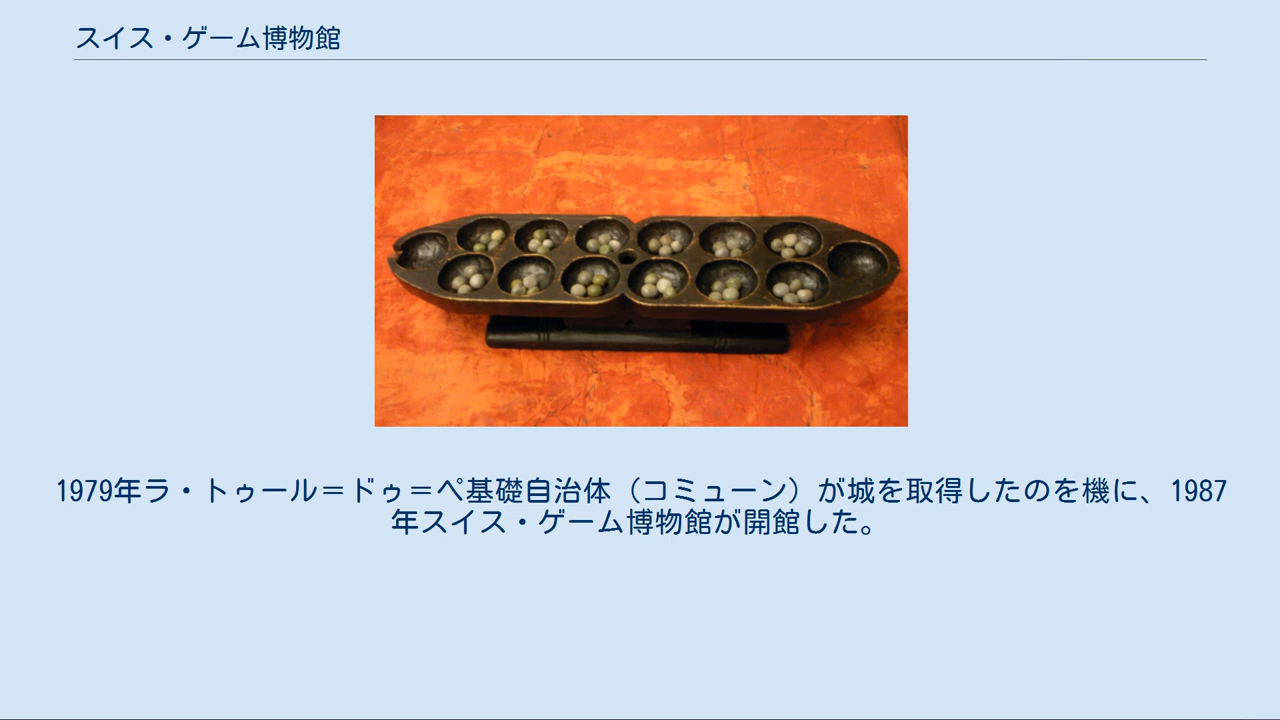 スイス・ゲーム博物館
1979年ラ・トゥール＝ドゥ＝ペ基礎自治体（コミューン）が城を取得したのを機に、1987
年スイス・ゲーム博物館が開館した。